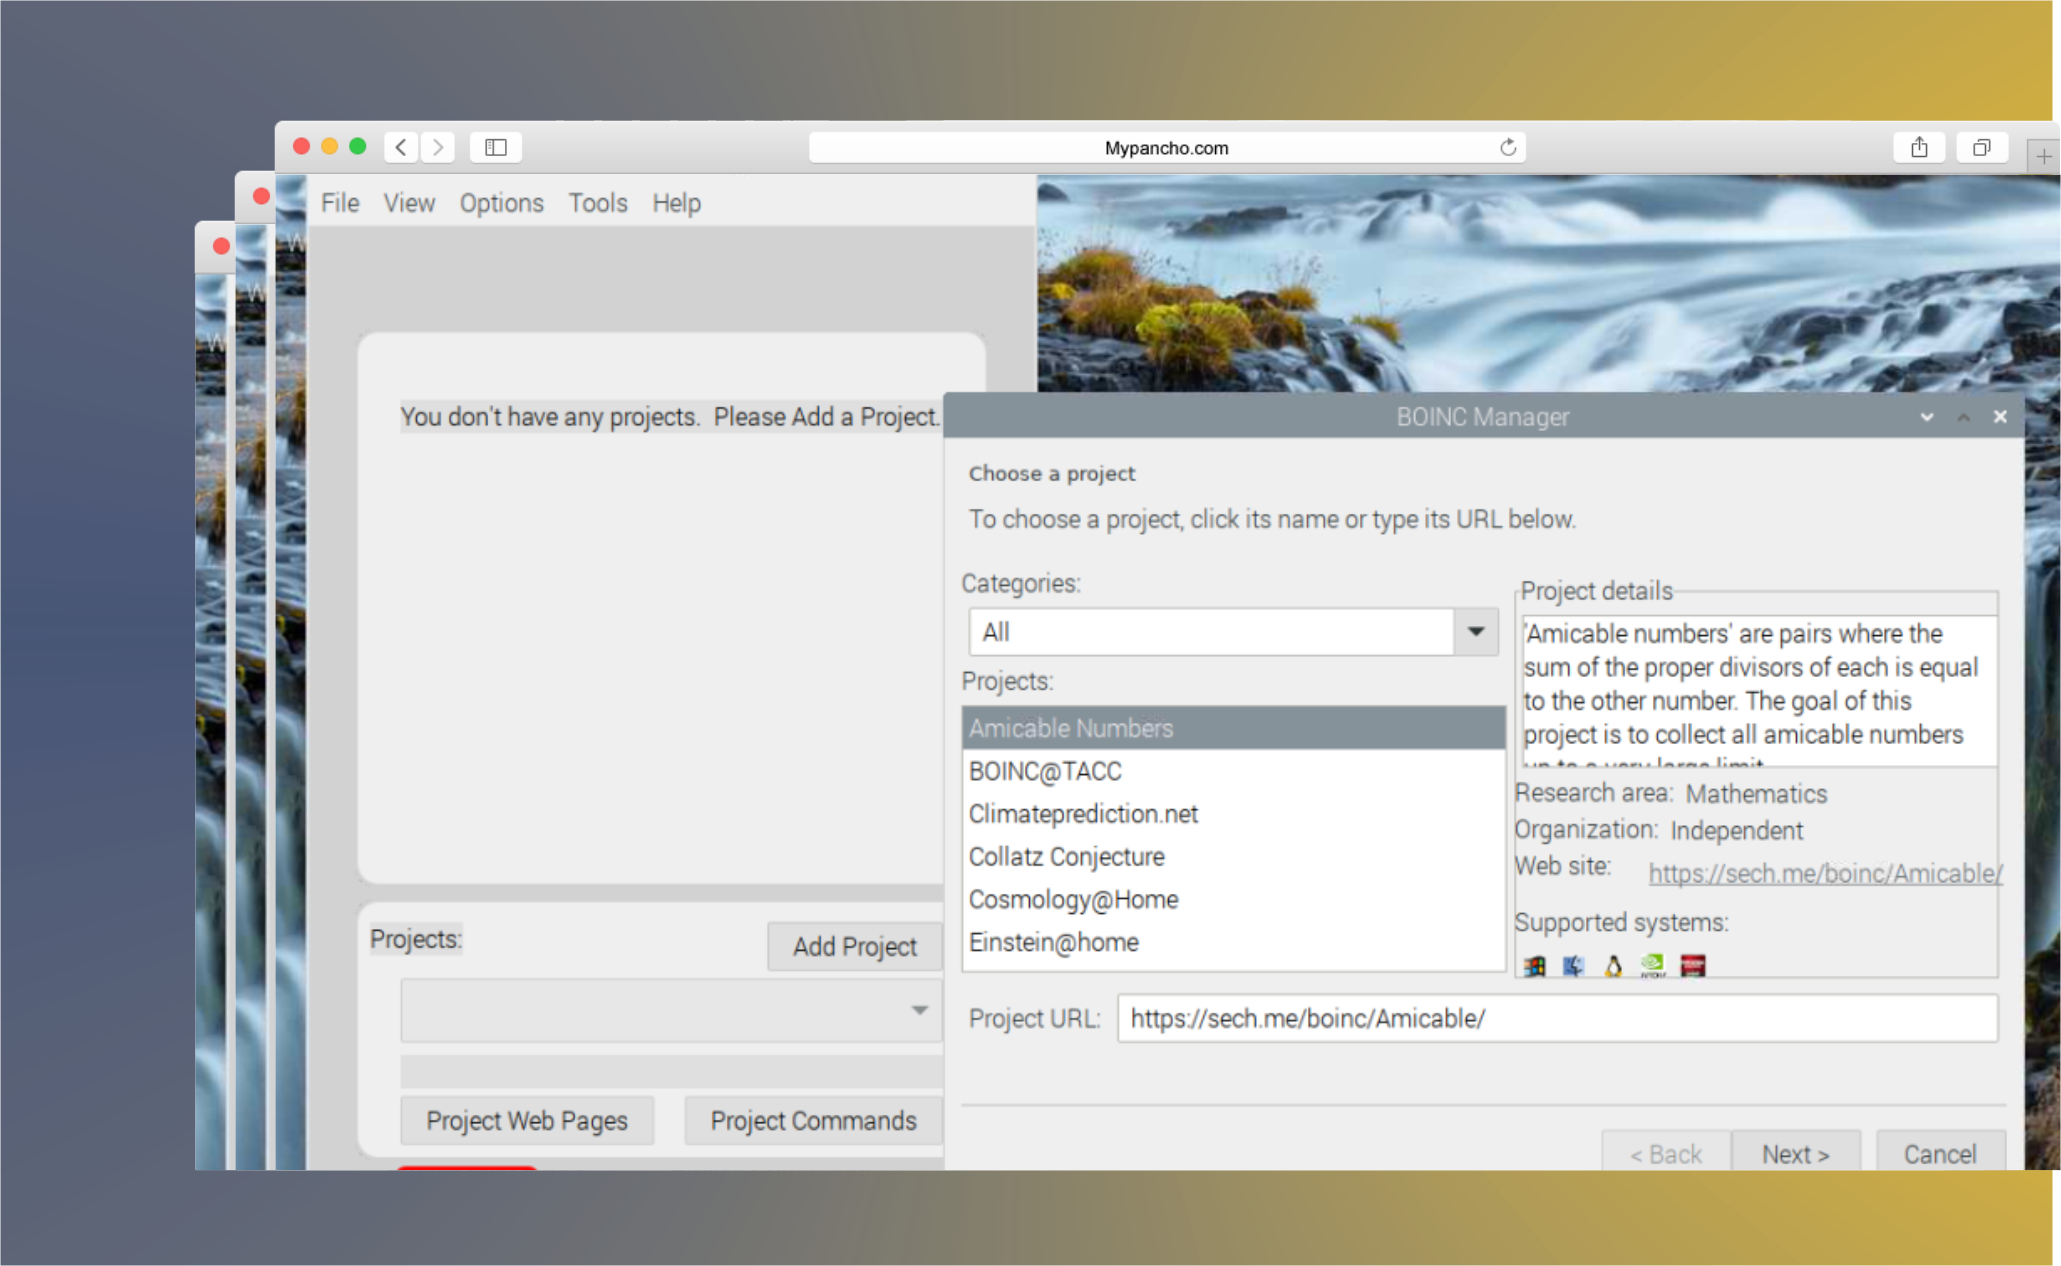 Mypancho.com
File View Options Tools Help
W
W
W
You don't have any projects. Please Add a Project.
BOINC Manager
Choose a project
To choose a project, click its name or type its URL below.
Categories:
All
Projects:
Amicable Numbers
BOINC@TACC
Climateprediction.net
Collatz Conjecture
Cosmology@Home
Einstein@home
Project details
'Amicable numbers' are pairs where the
sum of the proper divisors of each is equal
to the other number. The goal of this
project is to collect all amicable numbers
up to a very large limit
Research area: Mathematics
Organization: Independent
Web site: https://sech.me/boinc/Amicable/
Supported systems:
Project URL: https://sech.me/boinc/Amicable/
< Back Next > Cancel
Projects:
Add Project
Project Web Pages Project Commands